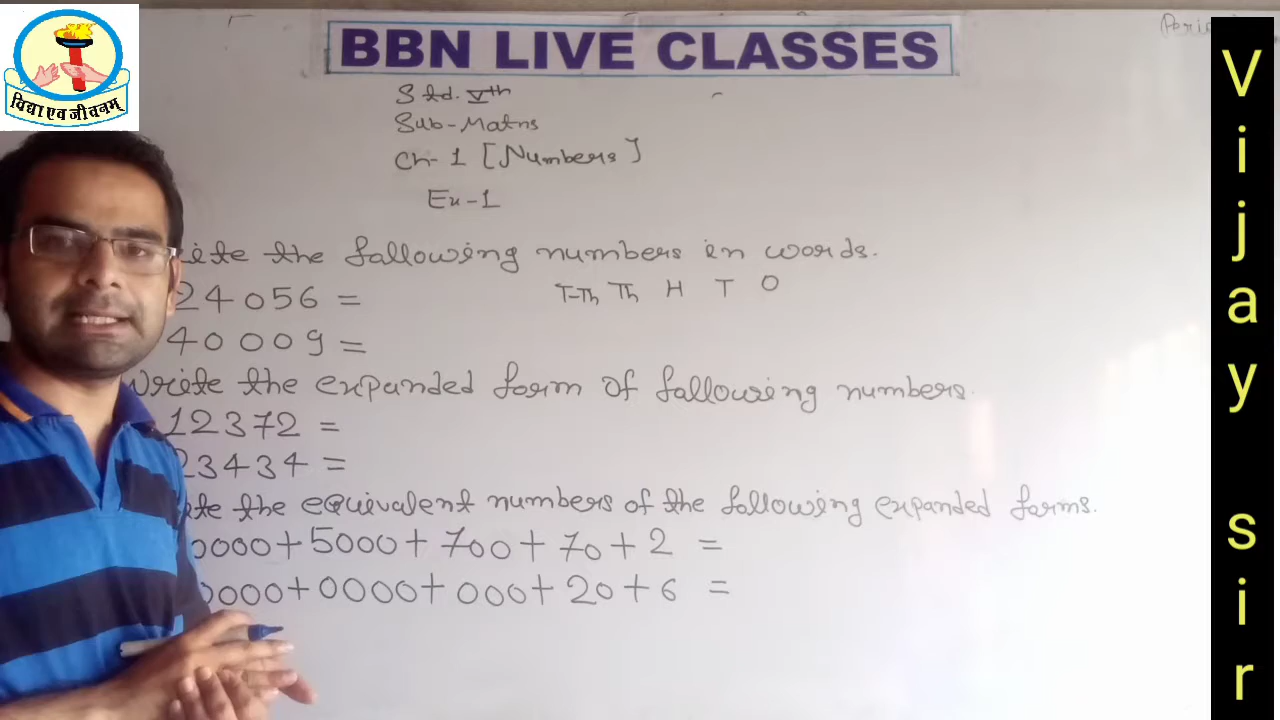 विद्या एव जीवनम्
BBN LIVE CLASSES
Std. Vth
Sub-Maths
Ch-1 [Numbers]
Ex-1
the following numbers in words.
T-Th Th H T O
24056 =
40009 =
Write the expanded form of following numbers.
12372 =
23434 =
the equivalent numbers of the following expanded forms.
0000+5000+700+70+2 =
0000+0000+000+20+6 =
Vijay sir